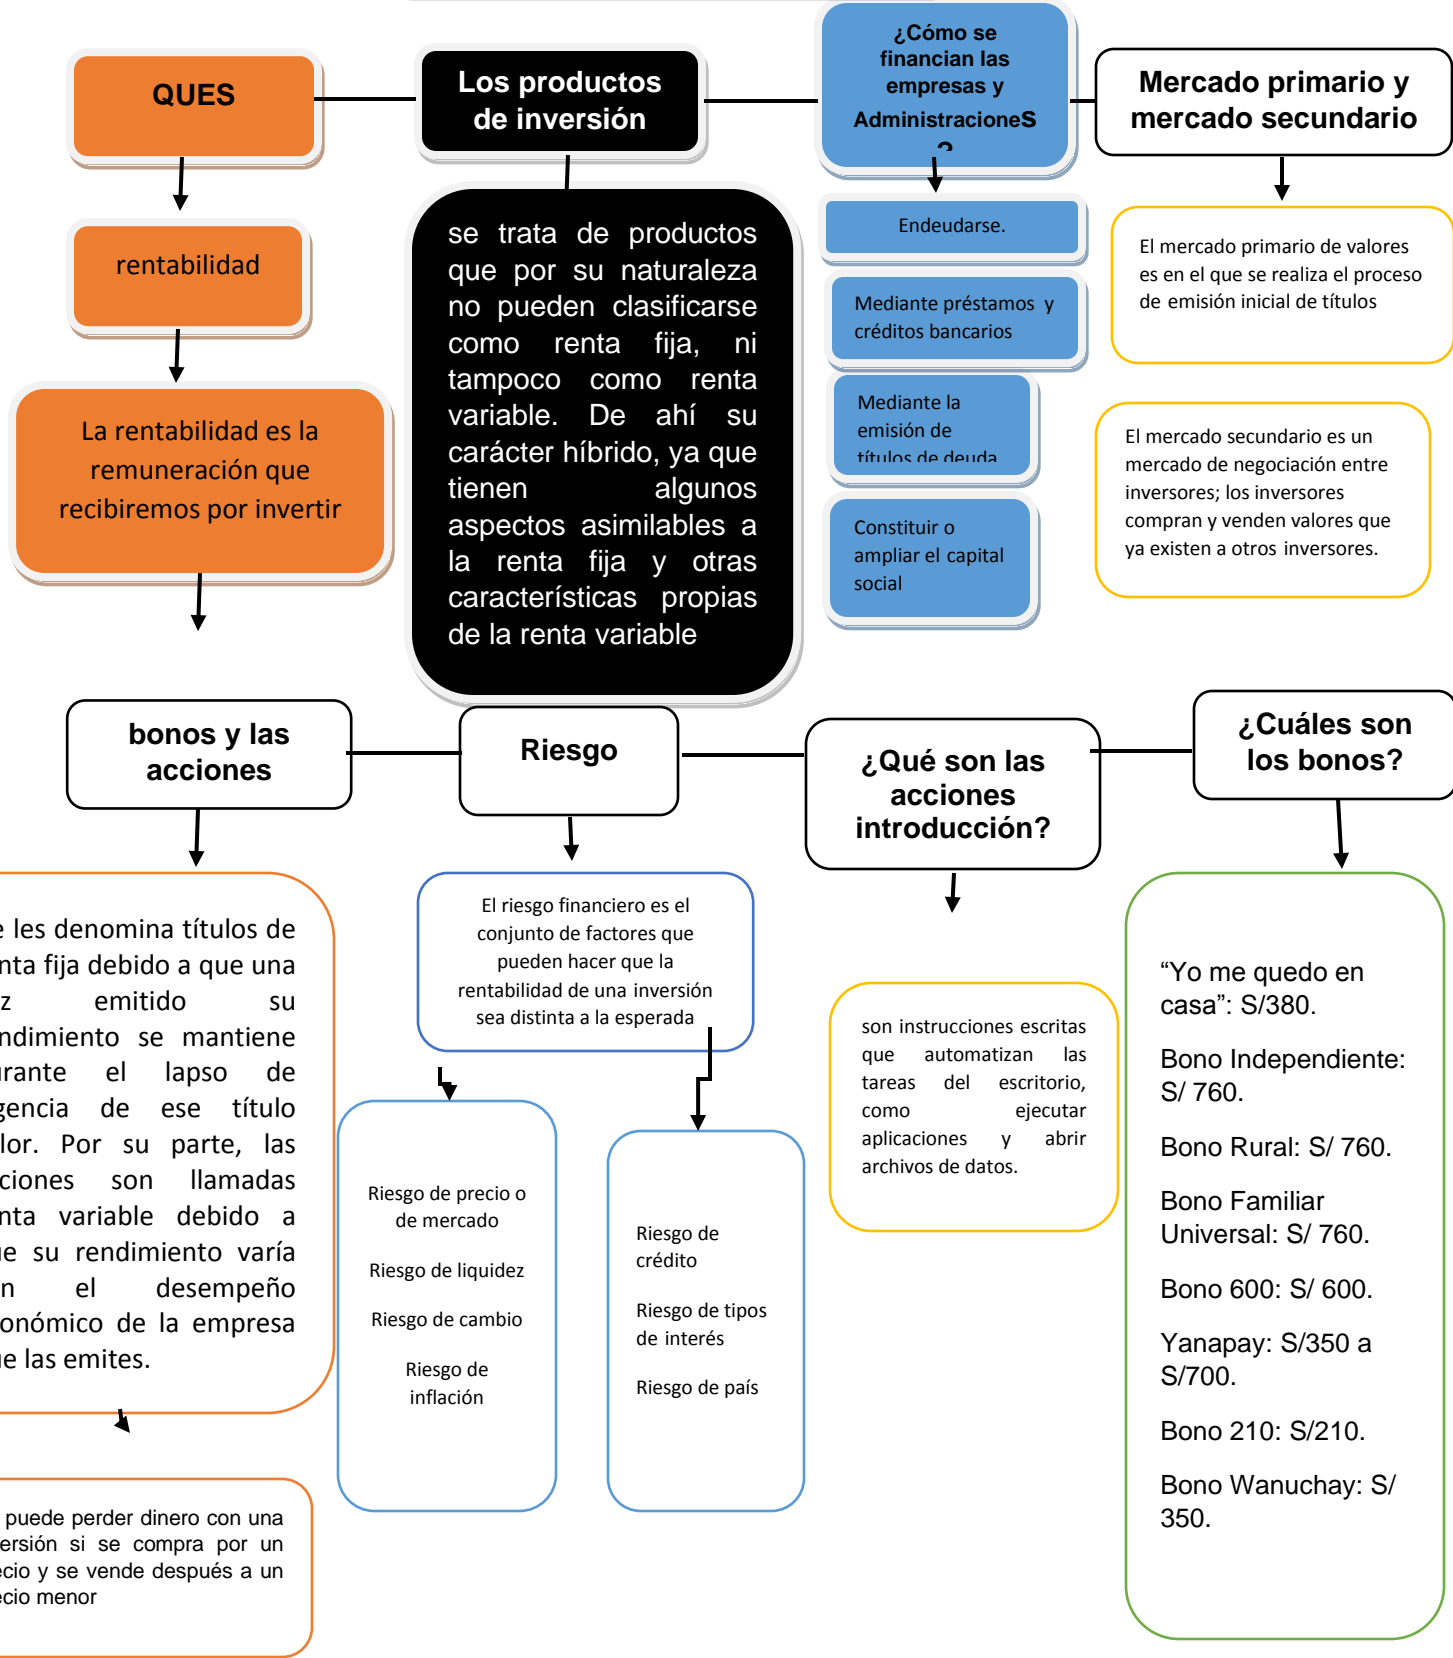 QUES
Los productos
de inversión
¿Cómo se
financian las
empresas y
AdministracioneS
?
Mercado primario y
mercado secundario
rentabilidad
La rentabilidad es la
remuneración que
recibiremos por invertir
se trata de productos
que por su naturaleza
no pueden clasificarse
como renta fija, ni
tampoco como renta
variable. De ahí su
carácter híbrido, ya que
tienen algunos
aspectos asimilables a
la renta fija y otras
características propias
de la renta variable
Endeudarse.
Mediante préstamos y
créditos bancarios
Mediante la
emisión de
títulos de deuda
Constituir o
ampliar el capital
social
El mercado primario de valores
es en el que se realiza el proceso
de emisión inicial de títulos
El mercado secundario es un
mercado de negociación entre
inversores; los inversores
compran y venden valores que
ya existen a otros inversores.
bonos y las
acciones
Riesgo
¿Qué son las
acciones
introducción?
¿Cuáles son
los bonos?
les denomina títulos de
fija debido a que una
emitido su
se mantiene
el lapso de
de ese título
Por su parte, las
son llamadas
variable debido a
su rendimiento varía
el desempeño
de la empresa
las emites.
puede perder dinero con una
si se compra por un
y se vende después a un
menor
El riesgo financiero es el
conjunto de factores que
pueden hacer que la
rentabilidad de una inversión
sea distinta a la esperada
Riesgo de precio o
de mercado
Riesgo de liquidez
Riesgo de cambio
Riesgo de
inflación
Riesgo de
crédito
Riesgo de tipos
de interés
Riesgo de país
son instrucciones escritas
que automatizan las
tareas del escritorio,
como ejecutar
aplicaciones y abrir
archivos de datos.
“Yo me quedo en
casa”: S/380.
Bono Independiente:
S/ 760.
Bono Rural: S/ 760.
Bono Familiar
Universal: S/ 760.
Bono 600: S/ 600.
Yanapay: S/350 a
S/700.
Bono 210: S/210.
Bono Wanuchay: S/
350.